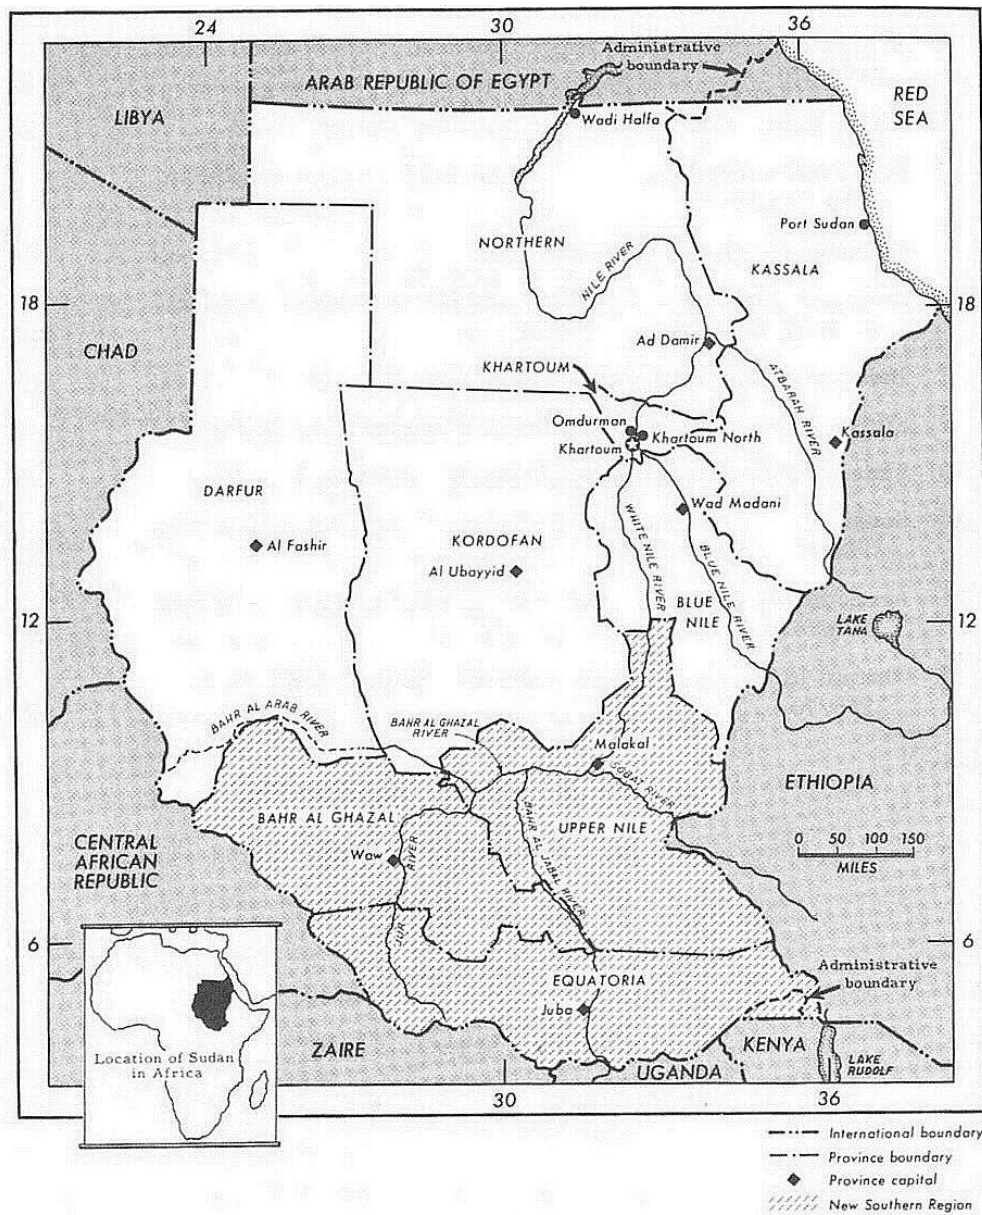 24
30
36
Administrative
boundary
ARAB REPUBLIC OF EGYPT
LIBYA
RED
SEA
Wadi Halfa
Port Sudan
NORTHERN
NILE RIVER
KASSALA
18
18
CHAD
Ad Damir
KHARTOUM
ATBARAH RIVER
Omdurman
Khartoum North
Khartoum
Kassala
DARFUR
WHITE NILE RIVER
Wad Madani
KORDOFAN
Al Fashir
BLUE NILE RIVER
Al Ubayyid
BLUE
NILE
12
12
LAKE
TANA
BAHR AL ARAB RIVER
BAHR AL GHAZAL
RIVER
Malakal
SOBAT RIVER
ETHIOPIA
BAHR AL GHAZAL
UPPER NILE
CENTRAL
AFRICAN
REPUBLIC
0 50 100 150
MILES
Waw
RIVER
BAHR AL JABAL RIVER
JUR
6
6
Administrative
boundary
EQUATORIA
Juba
Location of Sudan
in Africa
ZAIRE
KENYA
UGANDA
LAKE
RUDOLF
30
36
International boundary
Province boundary
Province capital
New Southern Region